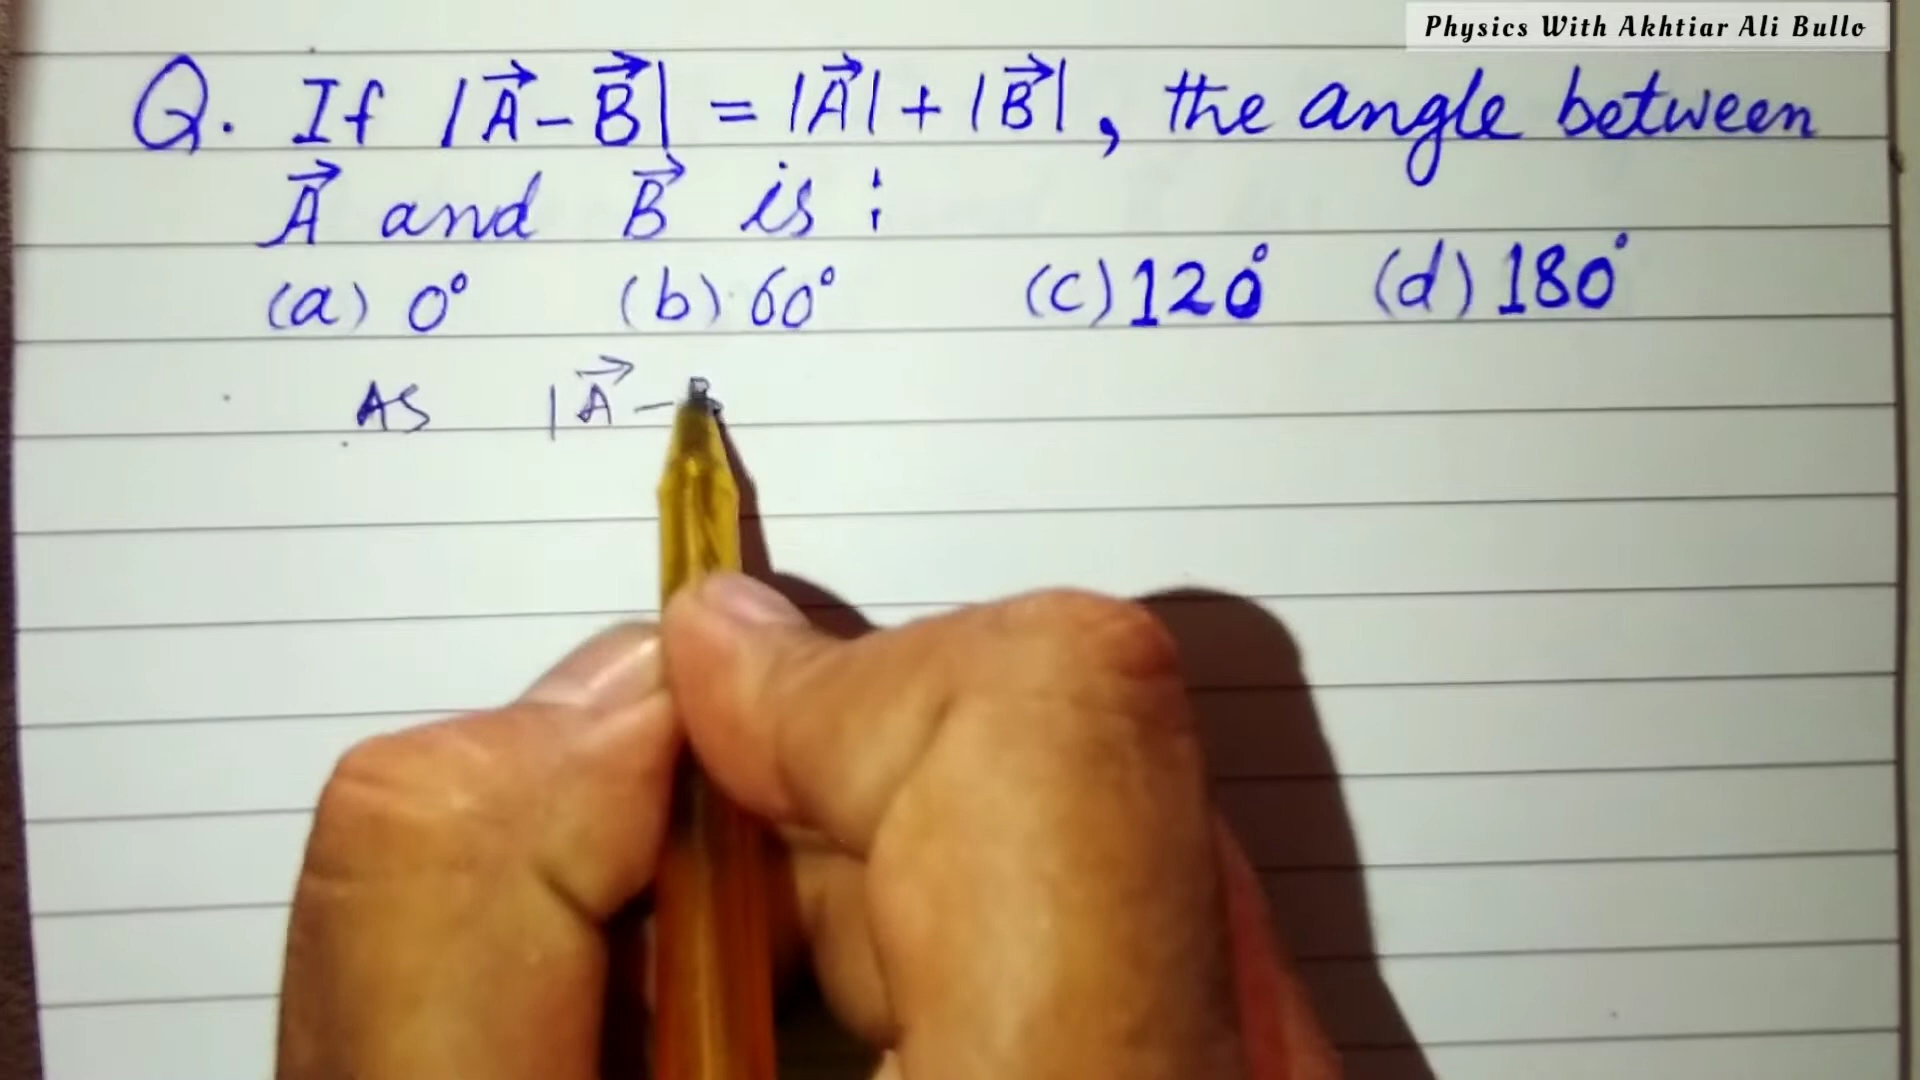 Physics With Akhtiar Ali Bullo
Q. If |A⃗ - B⃗| = |A⃗| + |B⃗|, the angle between
A⃗ and B⃗ is :
(a) 0° (b) 60° (c) 120° (d) 180°
As |A⃗ - B